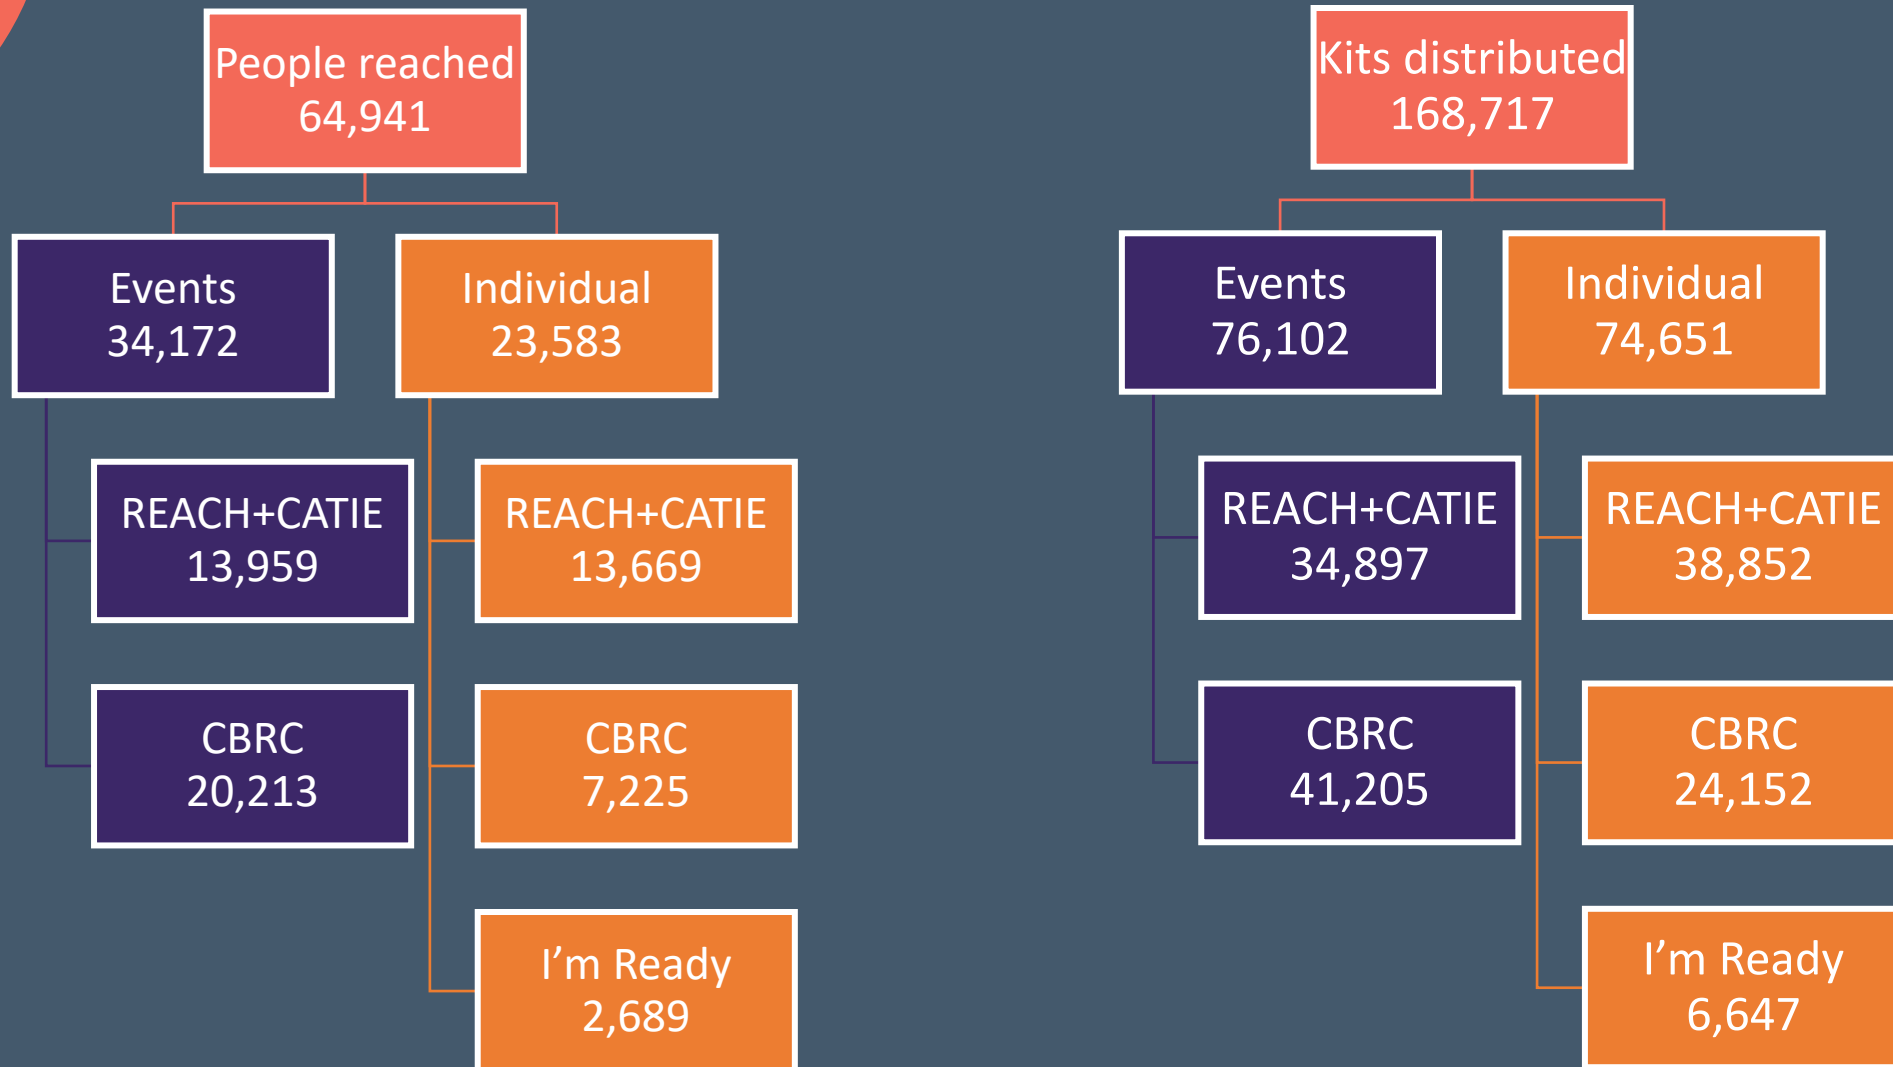 People reached
64,941
Events
34,172
Individual
23,583
REACH+CATIE
13,959
REACH+CATIE
13,669
CBRC
20,213
CBRC
7,225
I’m Ready
2,689
Kits distributed
168,717
Events
76,102
Individual
74,651
REACH+CATIE
34,897
REACH+CATIE
38,852
CBRC
41,205
CBRC
24,152
I’m Ready
6,647